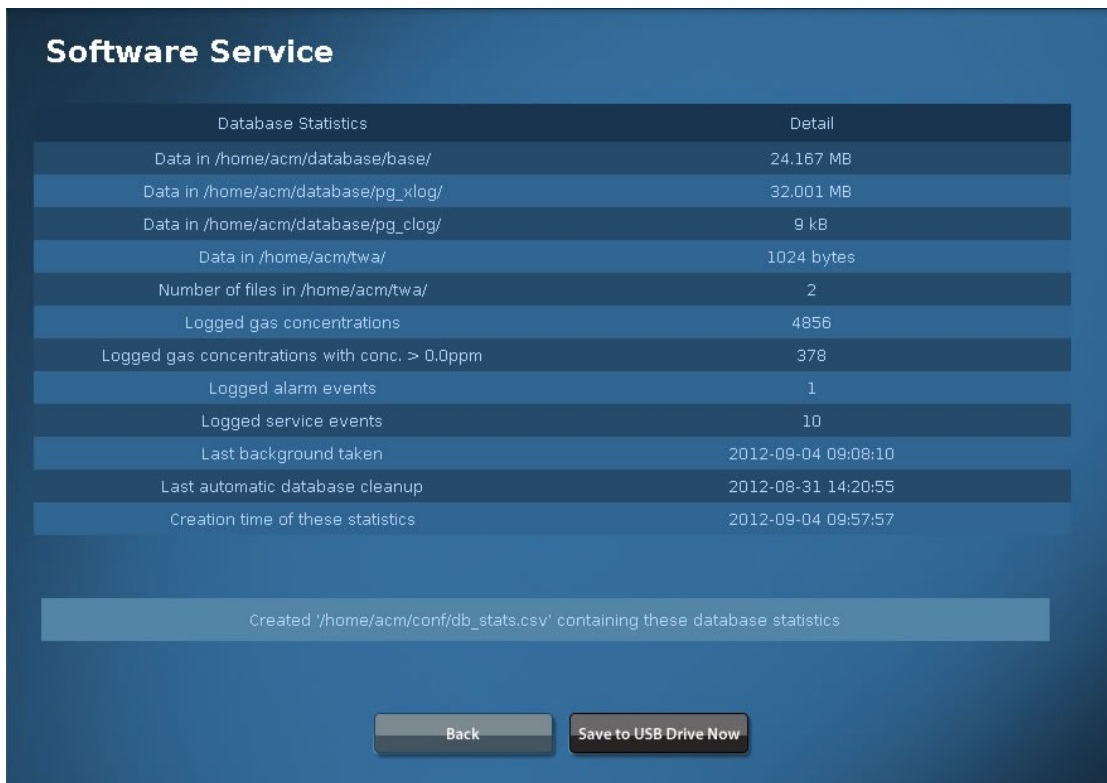 Software Service
Database Statistics Detail
Data in /home/acm/database/base/ 24.167 MB
Data in /home/acm/database/pg_xlog/ 32.001 MB
Data in /home/acm/database/pg_clog/ 9 kB
Data in /home/acm/twa/ 1024 bytes
Number of files in /home/acm/twa/ 2
Logged gas concentrations 4856
Logged gas concentrations with conc. > 0.0ppm 378
Logged alarm events 1
Logged service events 10
Last background taken 2012-09-04 09:08:10
Last automatic database cleanup 2012-08-31 14:20:55
Creation time of these statistics 2012-09-04 09:57:57
Created '/home/acm/conf/db_stats.csv' containing these database statistics
Back Save to USB Drive Now